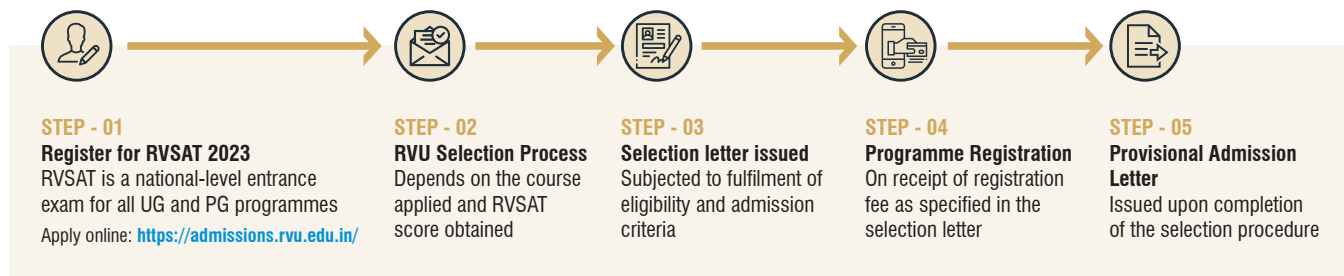 STEP - 01
Register for RVSAT 2023
RVSAT is a national-level entrance
exam for all UG and PG programmes
Apply online: https://admissions.rvu.edu.in/
STEP - 02
RVU Selection Process
Depends on the course
applied and RVSAT
score obtained
STEP - 03
Selection letter issued
Subjected to fulfilment of
eligibility and admission
criteria
STEP - 04
Programme Registration
On receipt of registration
fee as specified in the
selection letter
STEP - 05
Provisional Admission
Letter
Issued upon completion
of the selection procedure